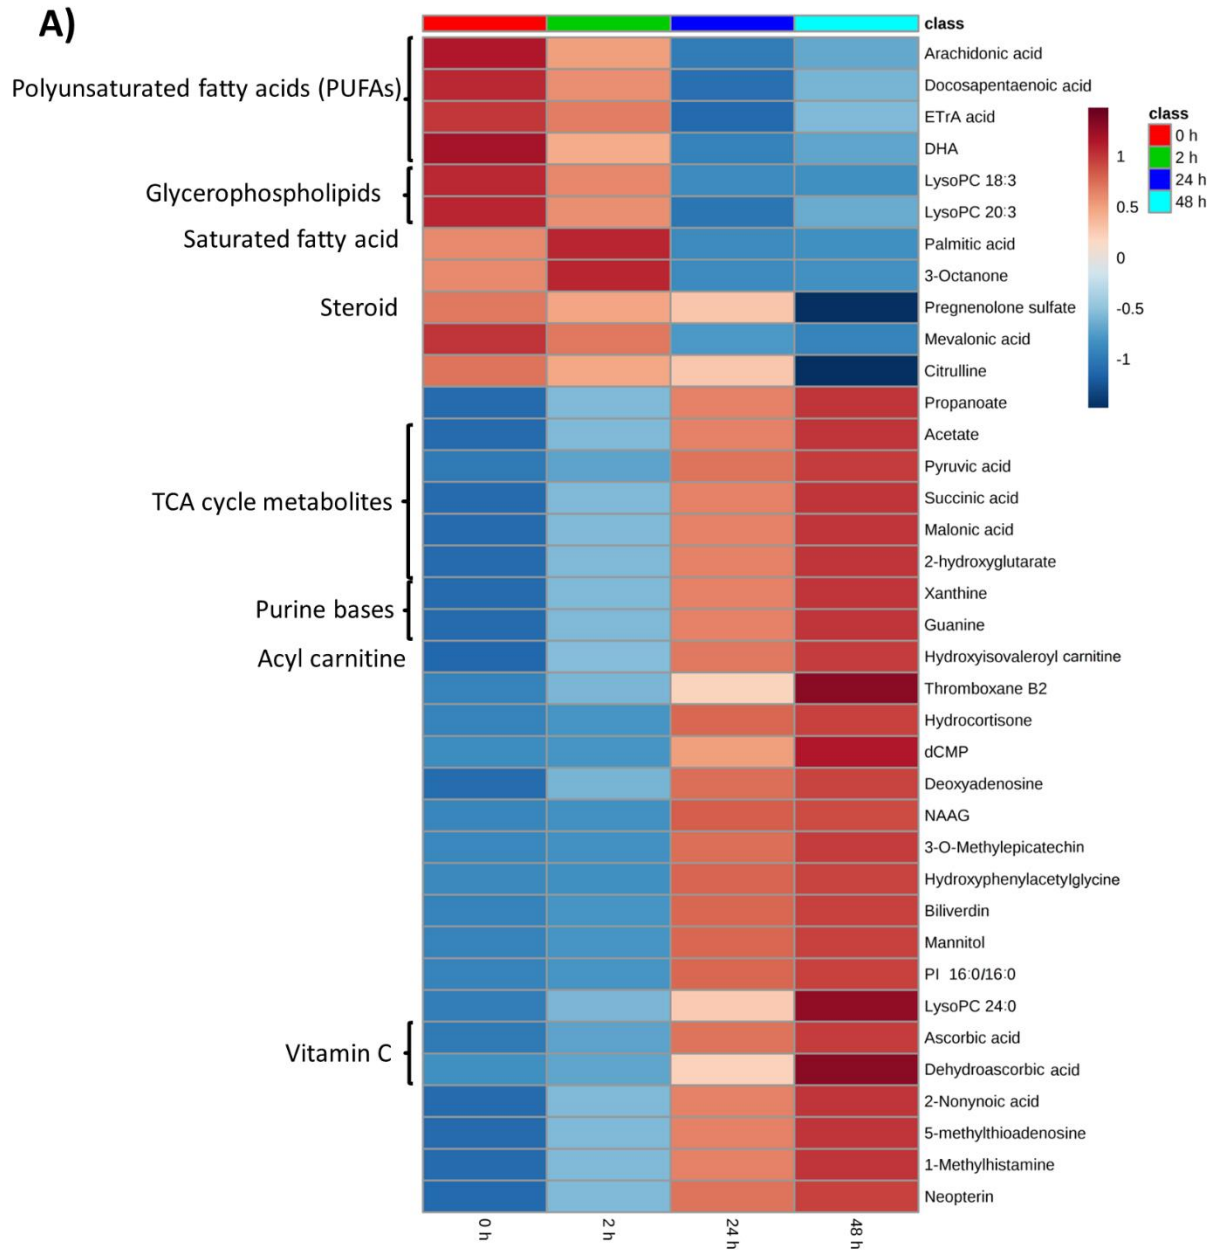 A)
class
Polyunsaturated fatty acids (PUFAs)
Glycerophospholipids
Saturated fatty acid
Steroid
TCA cycle metabolites
Purine bases
Acyl carnitine
Vitamin C
Arachidonic acid
Docosapentaenoic acid
ETrA acid
DHA
LysoPC 18:3
LysoPC 20:3
Palmitic acid
3-Octanone
Pregnenolone sulfate
Mevalonic acid
Citrulline
Propanoate
Acetate
Pyruvic acid
Succinic acid
Malonic acid
2-hydroxyglutarate
Xanthine
Guanine
Hydroxyisovaleroyl carnitine
Thromboxane B2
Hydrocortisone
dCMP
Deoxyadenosine
NAAG
3-O-Methylepicatechin
Hydroxyphenylacetylglycine
Biliverdin
Mannitol
PI 16:0/16:0
LysoPC 24:0
Ascorbic acid
Dehydroascorbic acid
2-Nonynoic acid
5-methylthioadenosine
1-Methylhistamine
Neopterin
1
0.5
0
-0.5
-1
class
0 h
2 h
24 h
48 h
0 h
2 h
24 h
48 h